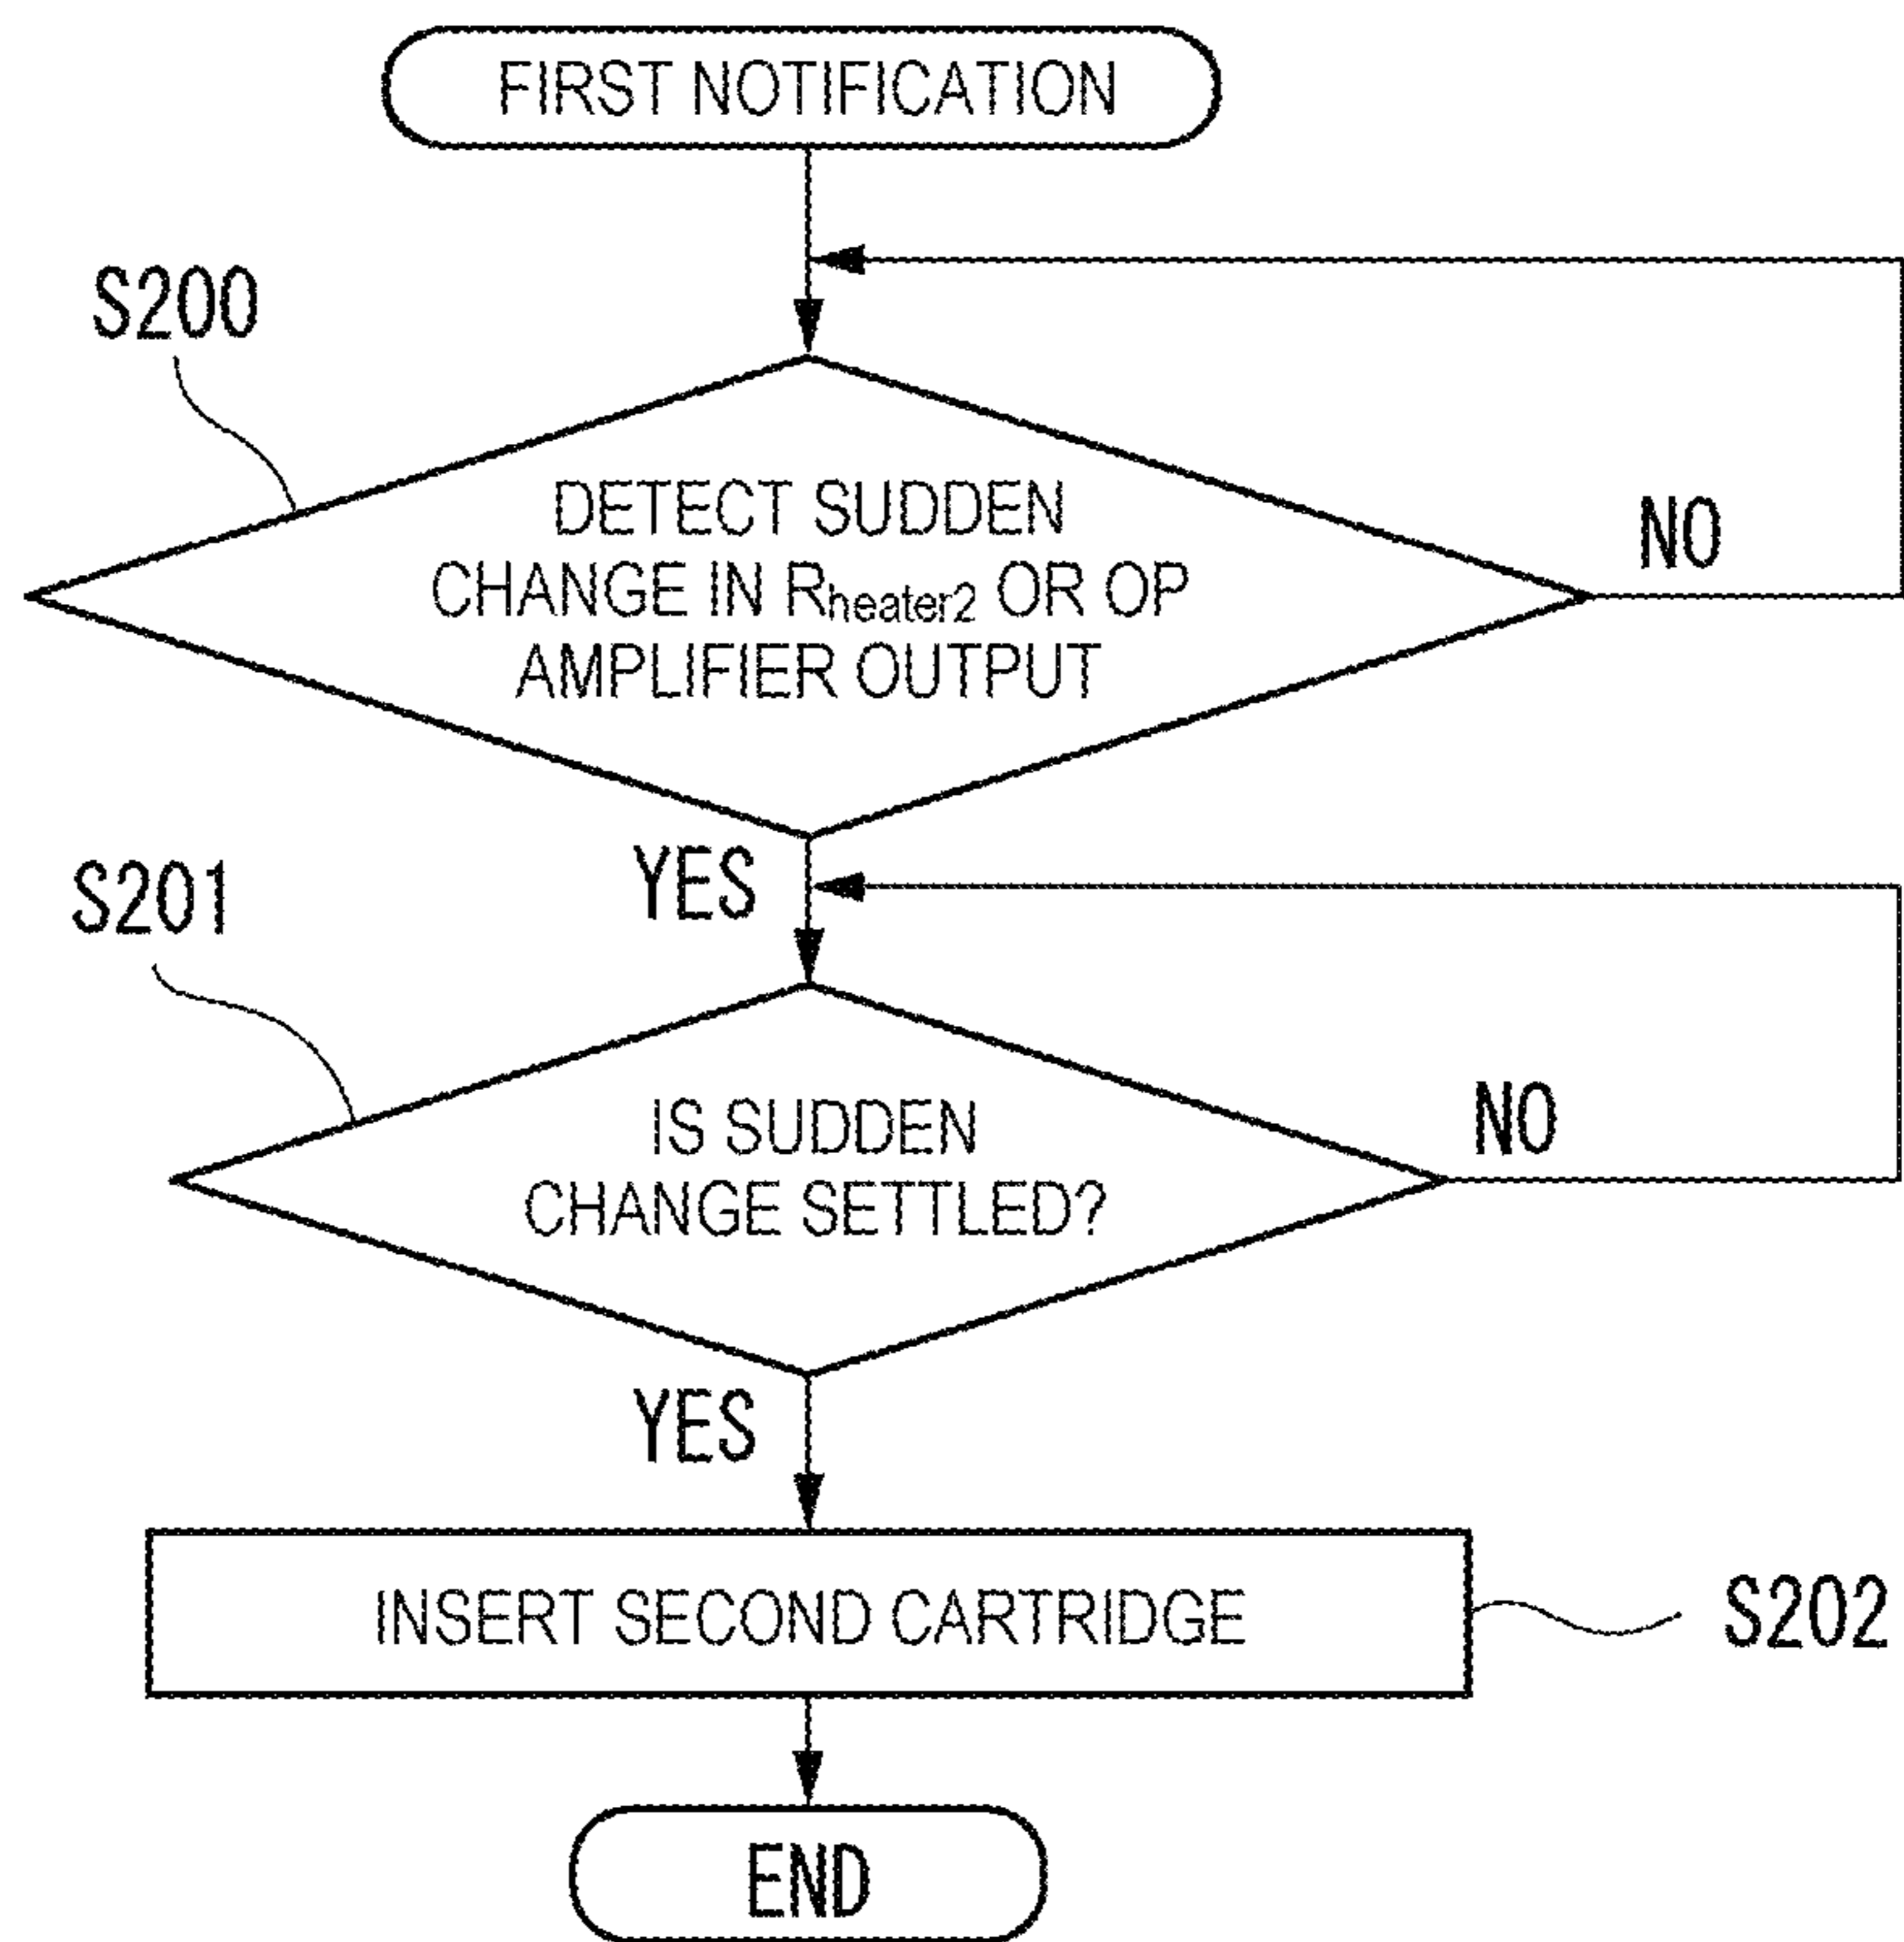 FIRST NOTIFICATION
S200
DETECT SUDDEN
CHANGE IN Rheater2 OR OP
AMPLIFIER OUTPUT
NO
YES
S201
IS SUDDEN
CHANGE SETTLED?
NO
YES
INSERT SECOND CARTRIDGE
S202
END